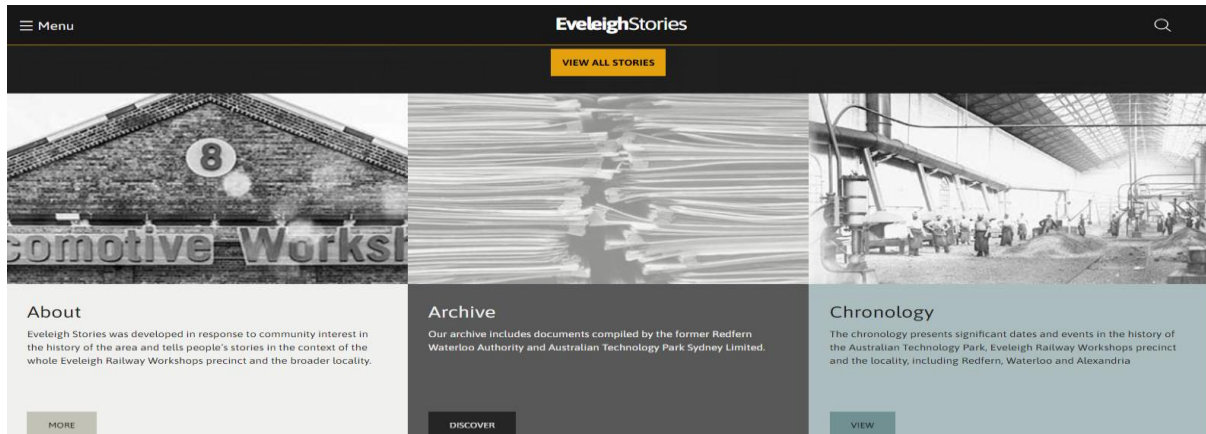 Menu
EveleighStories
VIEW ALL STORIES
8
comotive Works
About
Eveleigh Stories was developed in response to community interest in
the history of the area and tells people's stories in the context of the
whole Eveleigh Railway Workshops precinct and the broader locality.
MORE
Archive
Our archive includes documents compiled by the former Redfern
Waterloo Authority and Australian Technology Park Sydney Limited.
DISCOVER
Chronology
The chronology presents significant dates and events in the history of
the Australian Technology Park, Eveleigh Railway Workshops precinct
and the locality, including Redfern, Waterloo and Alexandria
VIEW